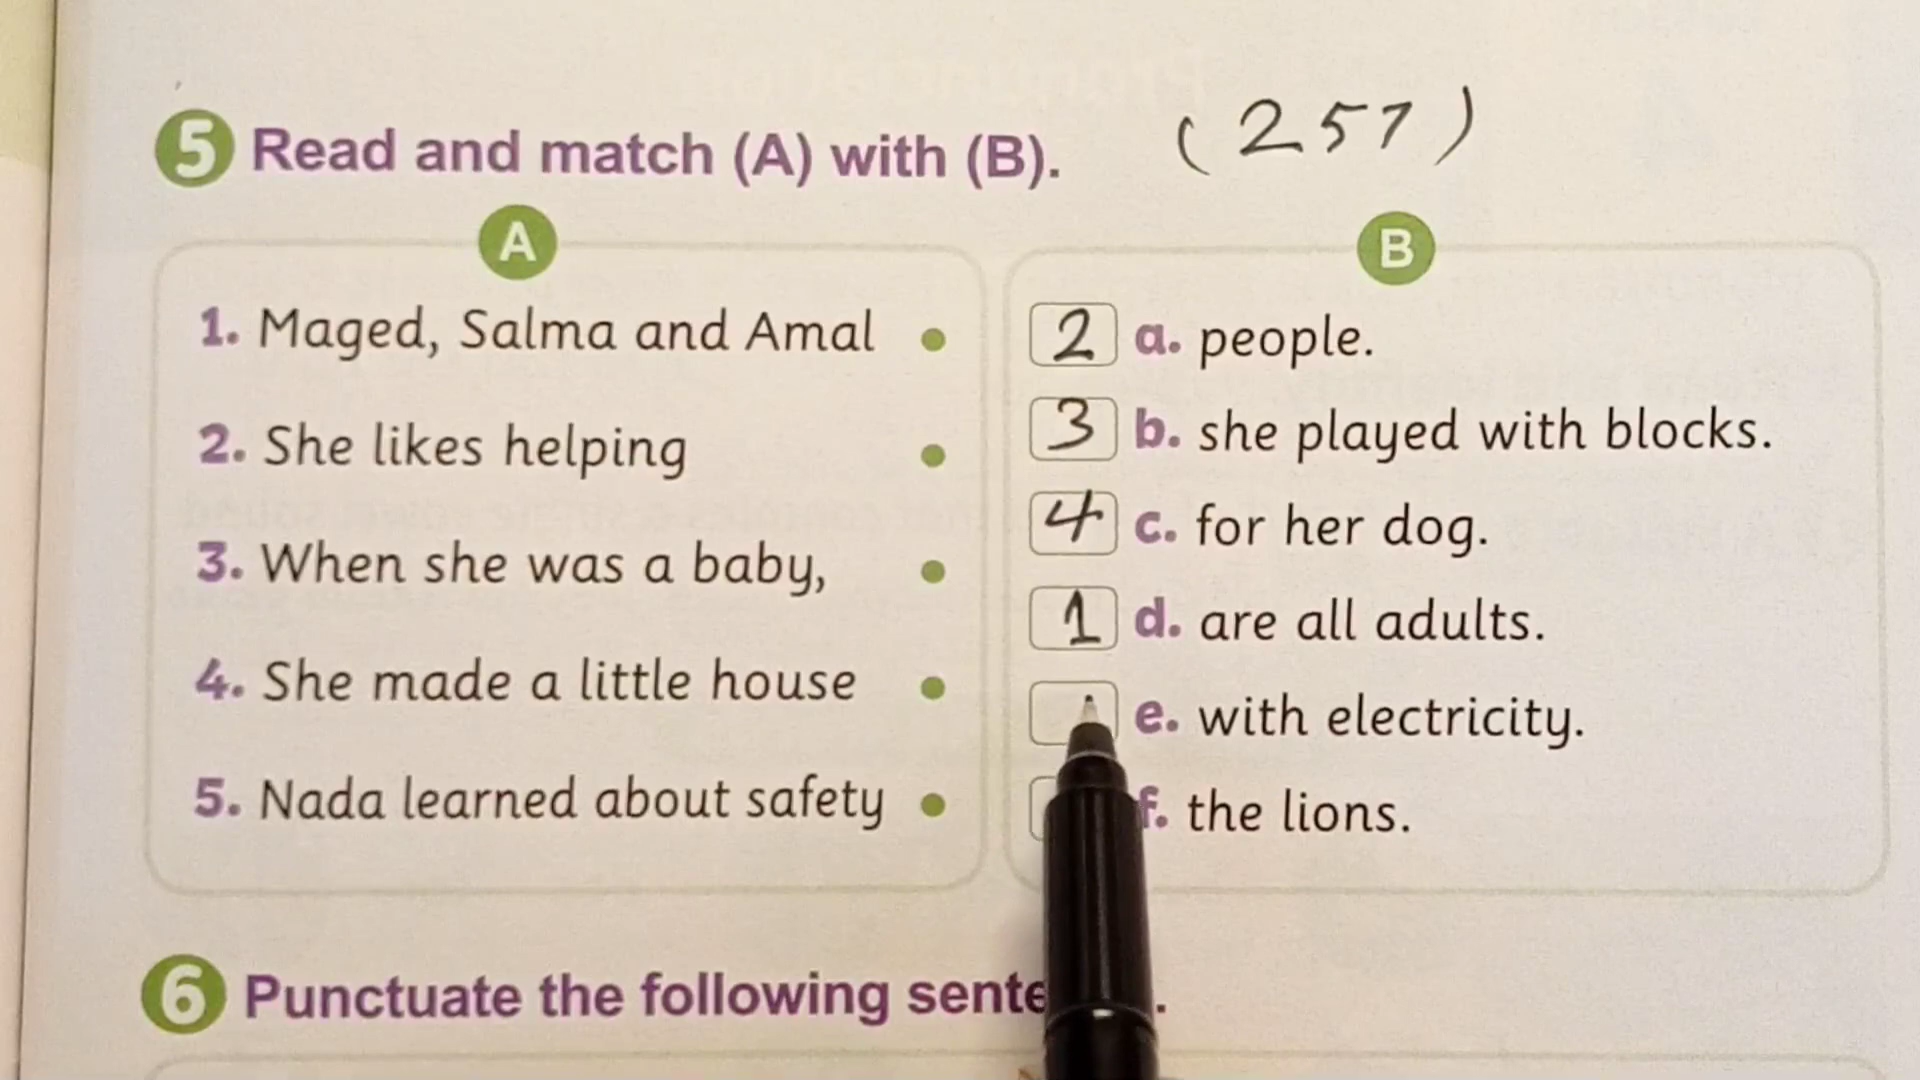 5 Read and match (A) with (B). (257)
A
1. Maged, Salma and Amal
2. She likes helping
3. When she was a baby,
4. She made a little house
5. Nada learned about safety
B
2 a. people.
3 b. she played with blocks.
4 c. for her dog.
1 d. are all adults.
e. with electricity.
f. the lions.
6 Punctuate the following